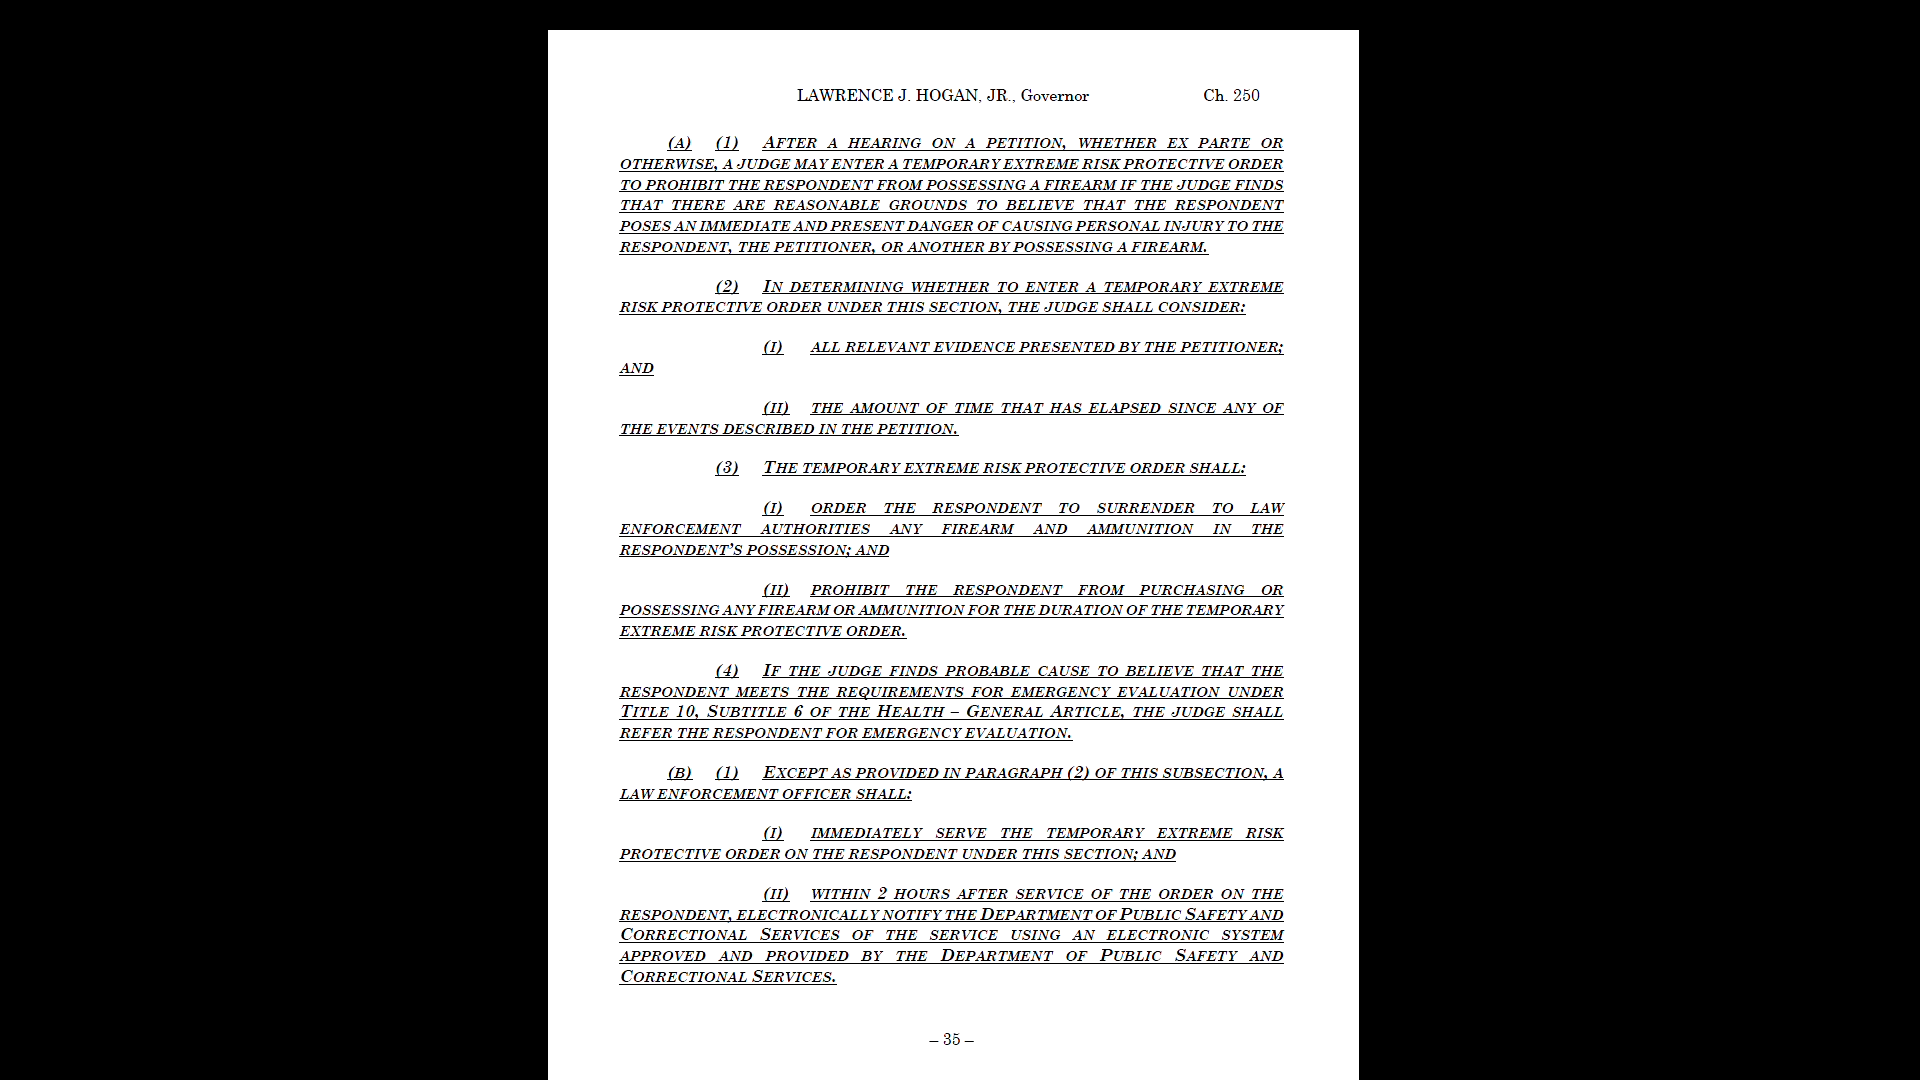 LAWRENCE J. HOGAN, JR., Governor Ch. 250
(A) (1) AFTER A HEARING ON A PETITION, WHETHER EX PARTE OR
OTHERWISE, A JUDGE MAY ENTER A TEMPORARY EXTREME RISK PROTECTIVE ORDER
TO PROHIBIT THE RESPONDENT FROM POSSESSING A FIREARM IF THE JUDGE FINDS
THAT THERE ARE REASONABLE GROUNDS TO BELIEVE THAT THE RESPONDENT
POSES AN IMMEDIATE AND PRESENT DANGER OF CAUSING PERSONAL INJURY TO THE
RESPONDENT, THE PETITIONER, OR ANOTHER BY POSSESSING A FIREARM.
(2) IN DETERMINING WHETHER TO ENTER A TEMPORARY EXTREME
RISK PROTECTIVE ORDER UNDER THIS SECTION, THE JUDGE SHALL CONSIDER:
(I) ALL RELEVANT EVIDENCE PRESENTED BY THE PETITIONER;
AND
(II) THE AMOUNT OF TIME THAT HAS ELAPSED SINCE ANY OF
THE EVENTS DESCRIBED IN THE PETITION.
(3) THE TEMPORARY EXTREME RISK PROTECTIVE ORDER SHALL:
(I) ORDER THE RESPONDENT TO SURRENDER TO LAW
ENFORCEMENT AUTHORITIES ANY FIREARM AND AMMUNITION IN THE
RESPONDENT'S POSSESSION; AND
(II) PROHIBIT THE RESPONDENT FROM PURCHASING OR
POSSESSING ANY FIREARM OR AMMUNITION FOR THE DURATION OF THE TEMPORARY
EXTREME RISK PROTECTIVE ORDER.
(4) IF THE JUDGE FINDS PROBABLE CAUSE TO BELIEVE THAT THE
RESPONDENT MEETS THE REQUIREMENTS FOR EMERGENCY EVALUATION UNDER
TITLE 10, SUBTITLE 6 OF THE HEALTH – GENERAL ARTICLE, THE JUDGE SHALL
REFER THE RESPONDENT FOR EMERGENCY EVALUATION.
(B) (1) EXCEPT AS PROVIDED IN PARAGRAPH (2) OF THIS SUBSECTION, A
LAW ENFORCEMENT OFFICER SHALL:
(I) IMMEDIATELY SERVE THE TEMPORARY EXTREME RISK
PROTECTIVE ORDER ON THE RESPONDENT UNDER THIS SECTION; AND
(II) WITHIN 2 HOURS AFTER SERVICE OF THE ORDER ON THE
RESPONDENT, ELECTRONICALLY NOTIFY THE DEPARTMENT OF PUBLIC SAFETY AND
CORRECTIONAL SERVICES OF THE SERVICE USING AN ELECTRONIC SYSTEM
APPROVED AND PROVIDED BY THE DEPARTMENT OF PUBLIC SAFETY AND
CORRECTIONAL SERVICES.
– 35 –